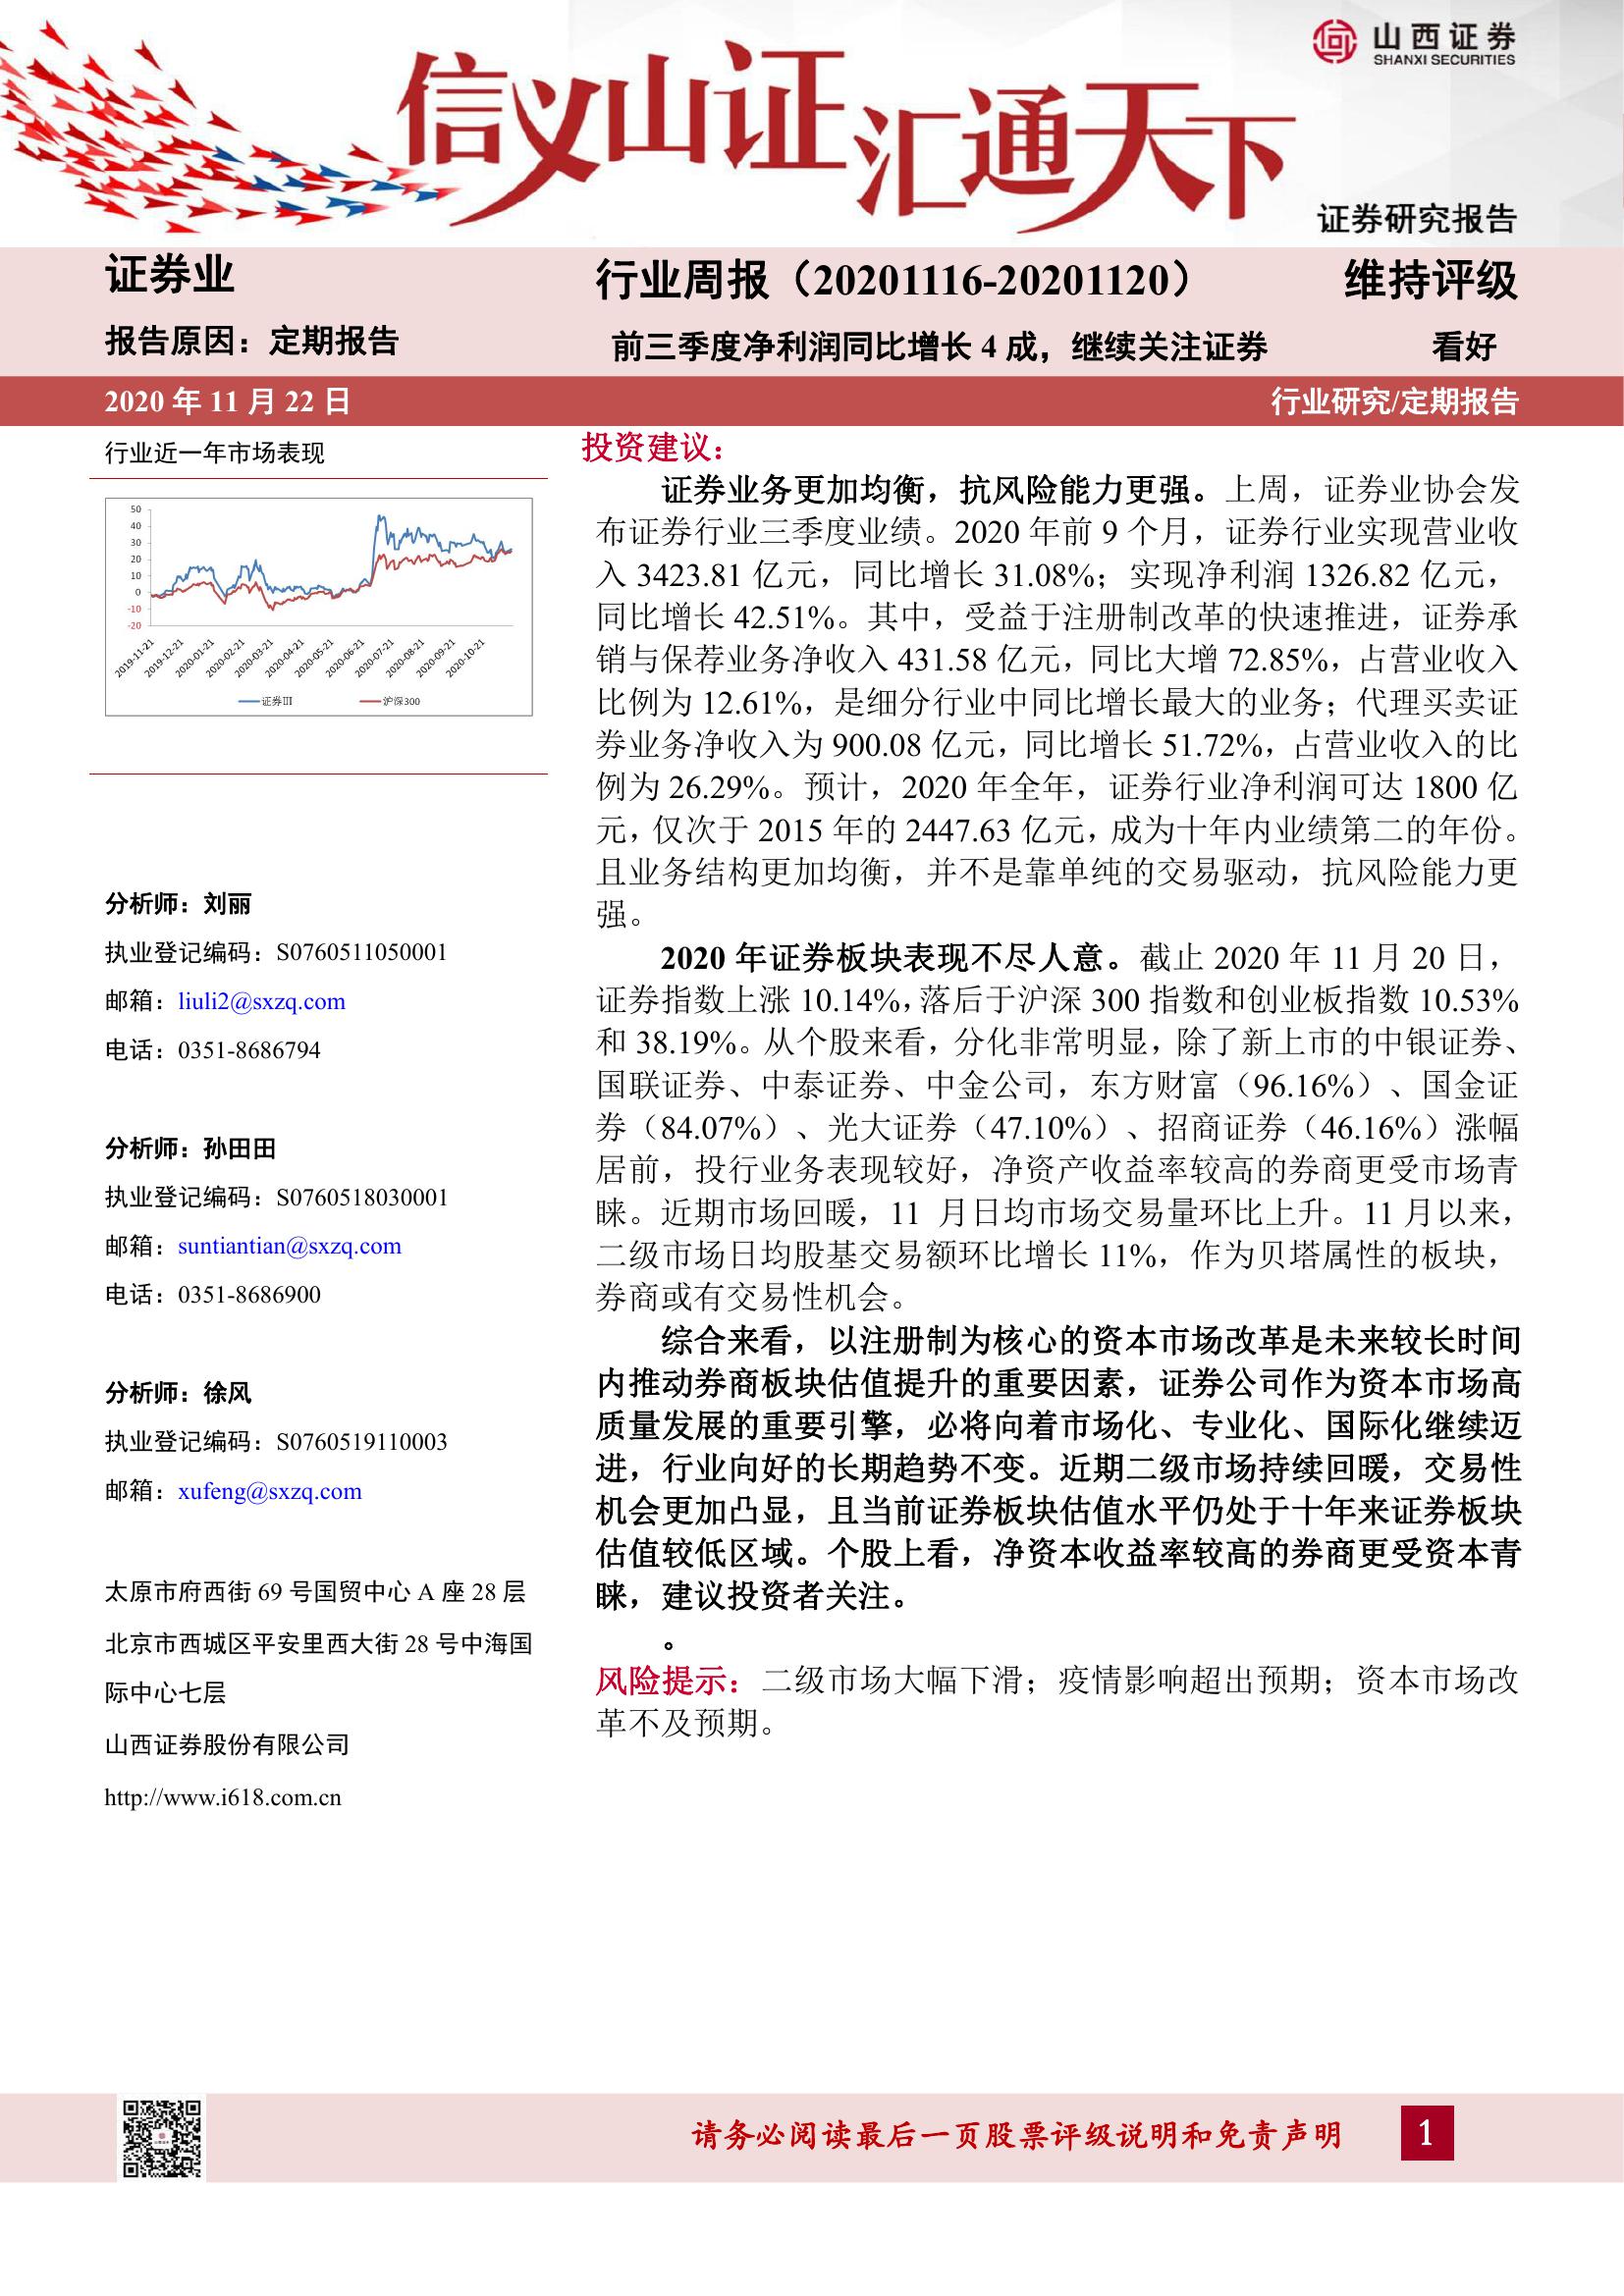 山西证券
SHANXI SECURITIES
信义山证汇通天下
证券研究报告
证券业
行业周报（20201116-20201120）
维持评级
报告原因：定期报告
前三季度净利润同比增长 4 成，继续关注证券
看好
2020 年 11 月 22 日
行业研究/定期报告
行业近一年市场表现
50
40
30
20
10
0
-10
-20
2019-11-21
2019-12-21
2020-01-21
2020-02-21
2020-03-21
2020-04-21
2020-05-21
2020-06-21
2020-07-21
2020-08-21
2020-09-21
2020-10-21
证券III
沪深300
分析师：刘丽
执业登记编码：S0760511050001
邮箱：liuli2@sxzq.com
电话：0351-8686794
分析师：孙田田
执业登记编码：S0760518030001
邮箱：suntiantian@sxzq.com
电话：0351-8686900
分析师：徐风
执业登记编码：S0760519110003
邮箱：xufeng@sxzq.com
太原市府西街 69 号国贸中心 A 座 28 层
北京市西城区平安里西大街 28 号中海国
际中心七层
山西证券股份有限公司
http://www.i618.com.cn
投资建议：
证券业务更加均衡，抗风险能力更强。上周，证券业协会发
布证券行业三季度业绩。2020 年前 9 个月，证券行业实现营业收
入 3423.81 亿元，同比增长 31.08%；实现净利润 1326.82 亿元，
同比增长 42.51%。其中，受益于注册制改革的快速推进，证券承
销与保荐业务净收入 431.58 亿元，同比大增 72.85%，占营业收入
比例为 12.61%，是细分行业中同比增长最大的业务；代理买卖证
券业务净收入为 900.08 亿元，同比增长 51.72%，占营业收入的比
例为 26.29%。预计，2020 年全年，证券行业净利润可达 1800 亿
元，仅次于 2015 年的 2447.63 亿元，成为十年内业绩第二的年份。
且业务结构更加均衡，并不是靠单纯的交易驱动，抗风险能力更
强。
2020 年证券板块表现不尽人意。截止 2020 年 11 月 20 日，
证券指数上涨 10.14%，落后于沪深 300 指数和创业板指数 10.53%
和 38.19%。从个股来看，分化非常明显，除了新上市的中银证券、
国联证券、中泰证券、中金公司，东方财富（96.16%）、国金证
券（84.07%）、光大证券（47.10%）、招商证券（46.16%）涨幅
居前，投行业务表现较好，净资产收益率较高的券商更受市场青
睐。近期市场回暖，11 月日均市场交易量环比上升。11 月以来，
二级市场日均股基交易额环比增长 11%，作为贝塔属性的板块，
券商或有交易性机会。
综合来看，以注册制为核心的资本市场改革是未来较长时间
内推动券商板块估值提升的重要因素，证券公司作为资本市场高
质量发展的重要引擎，必将向着市场化、专业化、国际化继续迈
进，行业向好的长期趋势不变。近期二级市场持续回暖，交易性
机会更加凸显，且当前证券板块估值水平仍处于十年来证券板块
估值较低区域。个股上看，净资本收益率较高的券商更受资本青
睐，建议投资者关注。
。
风险提示：二级市场大幅下滑；疫情影响超出预期；资本市场改
革不及预期。
请务必阅读最后一页股票评级说明和免责声明
1